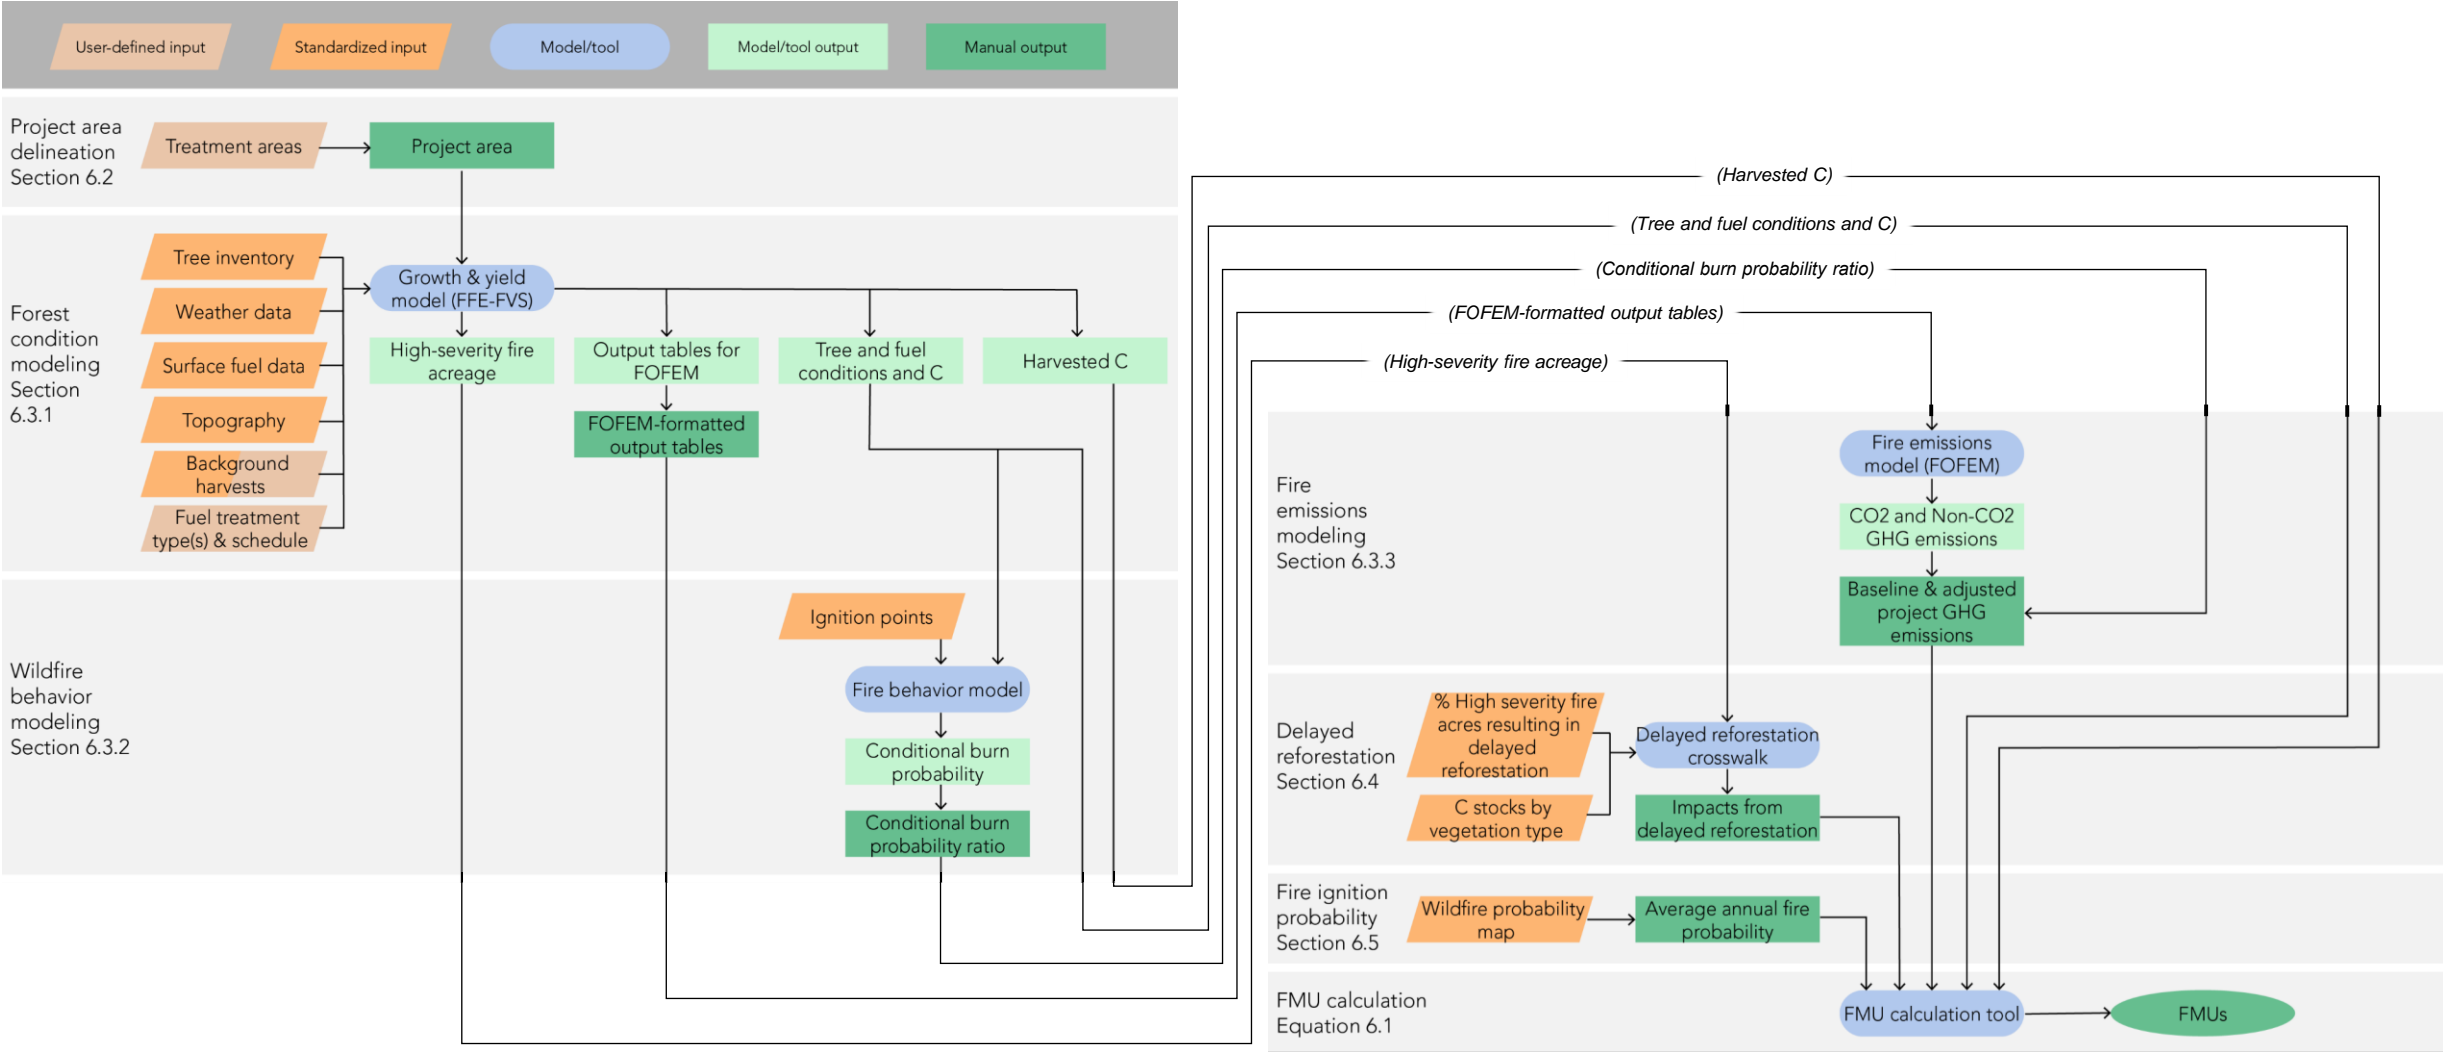 User-defined input
Standardized input
Model/tool
Model/tool output
Manual output
Project area
delineation
Section 6.2
Treatment areas
Project area
Forest
condition
modeling
Section
6.3.1
Tree inventory
Weather data
Surface fuel data
Topography
Background
harvests
Fuel treatment
type(s) & schedule
Growth & yield
model (FFE-FVS)
High-severity fire
acreage
Output tables for
FOFEM
Tree and fuel
conditions and C
Harvested C
FOFEM-formatted
output tables
Wildfire
behavior
modeling
Section 6.3.2
Ignition points
Fire behavior model
Conditional burn
probability
Conditional burn
probability ratio
(Harvested C)
(Tree and fuel conditions and C)
(Conditional burn probability ratio)
(FOFEM-formatted output tables)
(High-severity fire acreage)
Fire
emissions
modeling
Section 6.3.3
Fire emissions
model (FOFEM)
CO2 and Non-CO2
GHG emissions
Baseline & adjusted
project GHG
emissions
Delayed
reforestation
Section 6.4
% High severity fire
acres resulting in
delayed
reforestation
C stocks by
vegetation type
Delayed reforestation
crosswalk
Impacts from
delayed reforestation
Fire ignition
probability
Section 6.5
Wildfire probability
map
Average annual fire
probability
FMU calculation
Equation 6.1
FMU calculation tool
FMUs